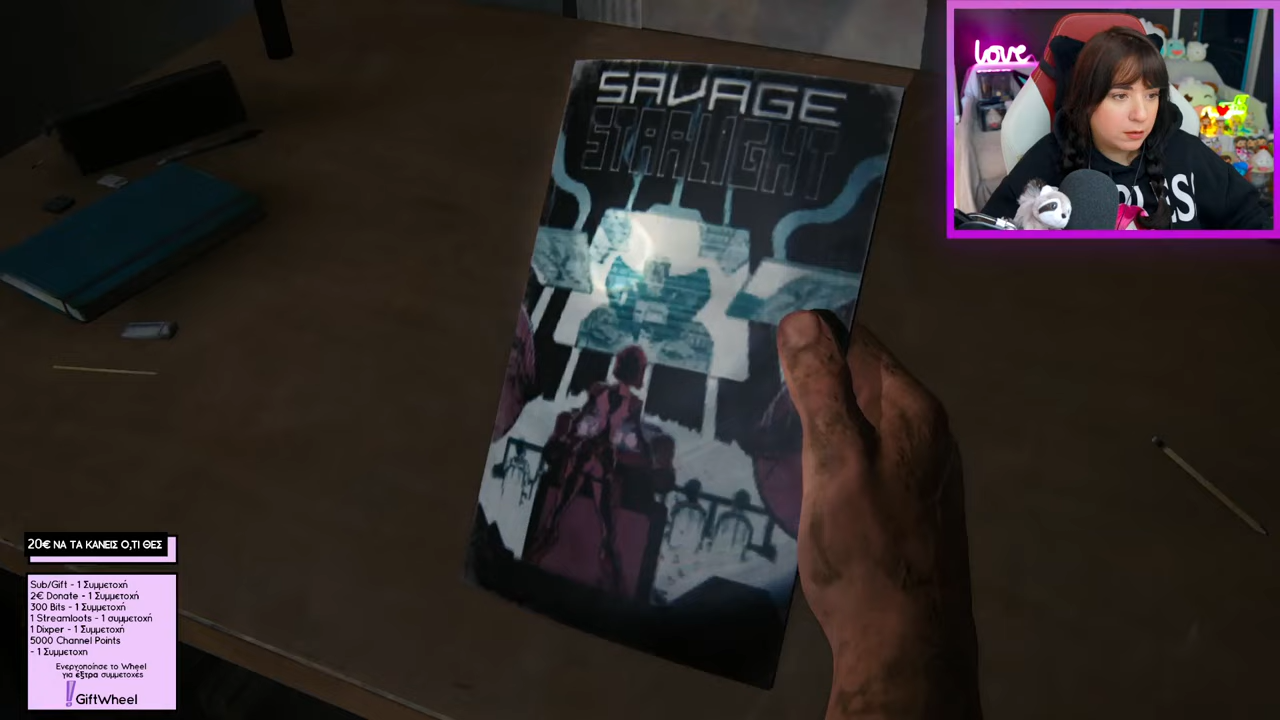 SAVAGE
STARLIGHT
love
20€ ΝΑ ΤΑ ΚΑΝΕΙΣ Ο,ΤΙ ΘΕΣ
Sub/Gift - 1 Συμμετοχή
2€ Donate - 1 Συμμετοχή
300 Bits - 1 Συμμετοχή
1 Streamloots - 1 συμμετοχή
1 Dixper - 1 Συμμετοχή
5000 Channel Points
- 1 Συμμετοχη
Ενεργοποίησε το Wheel
για έξτρα συμμετοχές
!GiftWheel